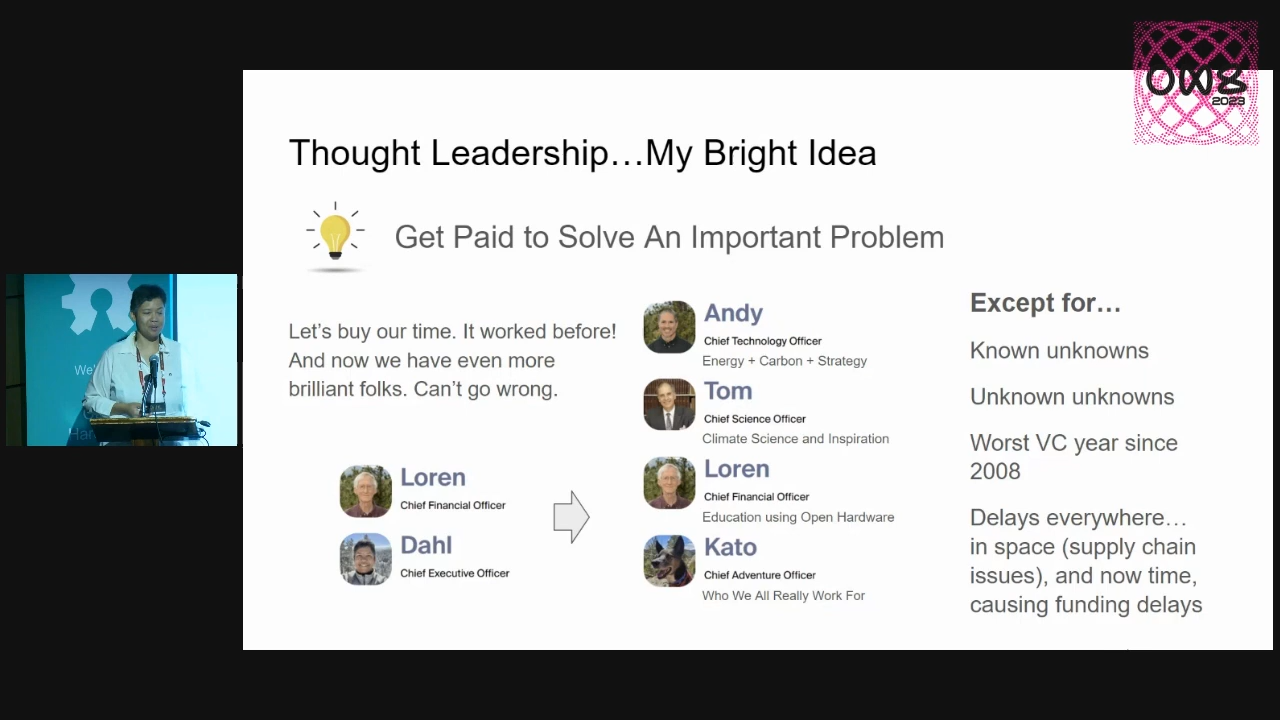 OW8
2023
Thought Leadership…My Bright Idea
Get Paid to Solve An Important Problem
Let's buy our time. It worked before!
And now we have even more
brilliant folks. Can't go wrong.
Loren
Chief Financial Officer
Dahl
Chief Executive Officer
Andy
Chief Technology Officer
Energy + Carbon + Strategy
Tom
Chief Science Officer
Climate Science and Inspiration
Loren
Chief Financial Officer
Education using Open Hardware
Kato
Chief Adventure Officer
Who We All Really Work For
Except for…
Known unknowns
Unknown unknowns
Worst VC year since
2008
Delays everywhere…
in space (supply chain
issues), and now time,
causing funding delays